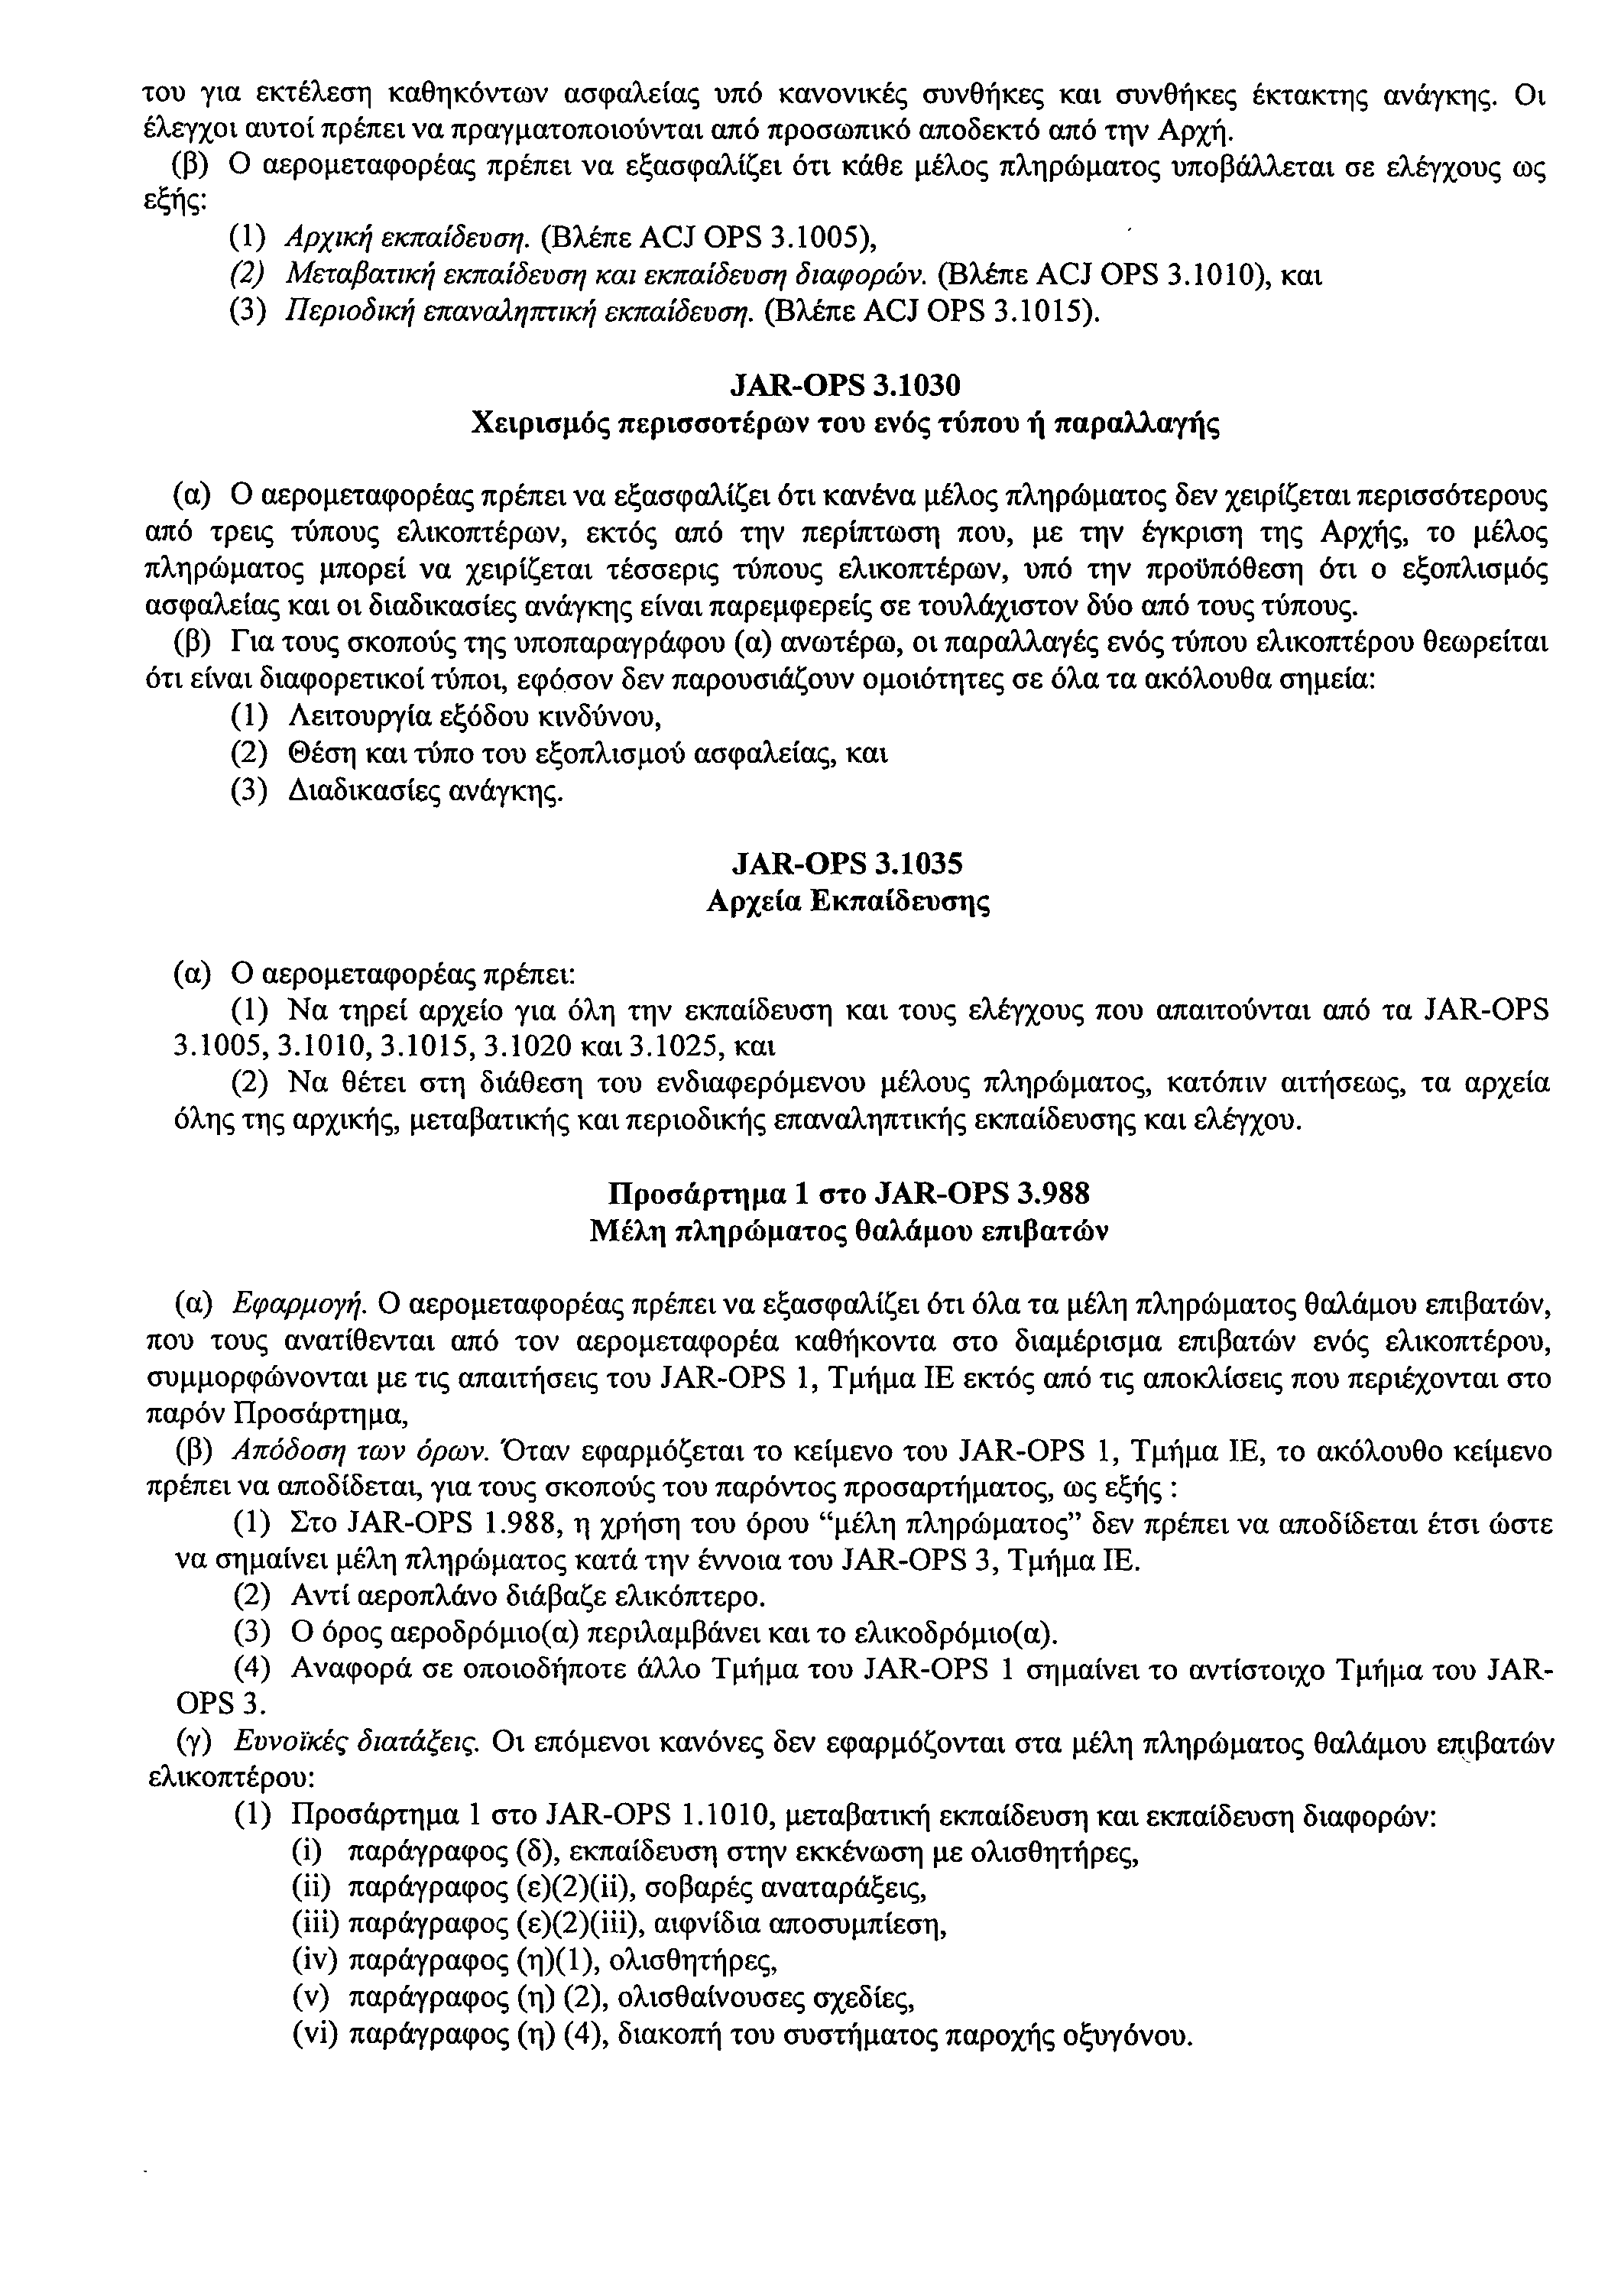 του για εκτέλεση καθηκόντων ασφαλείας υπό κανονικές συνθήκες και συνθήκες έκτακτης ανάγκης. Οι
έλεγχοι αυτοί πρέπει να πραγματοποιούνται από προσωπικό αποδεκτό από την Αρχή.
(β) Ο αερομεταφορέας πρέπει να εξασφαλίζει ότι κάθε μέλος πληρώματος υποβάλλεται σε ελέγχους ως
εξής:
(1) Αρχική εκπαίδευση. (Βλέπε ACJ OPS 3.1005),
(2) Μεταβατική εκπαίδευση και εκπαίδευση διαφορών. (Βλέπε ACJ OPS 3.1010), και
(3) Περιοδική επαναληπτική εκπαίδευση. (Βλέπε ACJ OPS 3.1015).
JAR-OPS 3.1030
Χειρισμός περισσοτέρων του ενός τύπου ή παραλλαγής
(α) Ο αερομεταφορέας πρέπει να εξασφαλίζει ότι κανένα μέλος πληρώματος δεν χειρίζεται περισσότερους
από τρεις τύπους ελικοπτέρων, εκτός από την περίπτωση που, με την έγκριση της Αρχής, το μέλος
πληρώματος μπορεί να χειρίζεται τέσσερις τύπους ελικοπτέρων, υπό την προϋπόθεση ότι ο εξοπλισμός
ασφαλείας και οι διαδικασίες ανάγκης είναι παρεμφερείς σε τουλάχιστον δύο από τους τύπους.
(β) Για τους σκοπούς της υποπαραγράφου (α) ανωτέρω, οι παραλλαγές ενός τύπου ελικοπτέρου θεωρείται
ότι είναι διαφορετικοί τύποι, εφόσον δεν παρουσιάζουν ομοιότητες σε όλα τα ακόλουθα σημεία:
(1) Λειτουργία εξόδου κινδύνου,
(2) Θέση και τύπο του εξοπλισμού ασφαλείας, και
(3) Διαδικασίες ανάγκης.
JAR-OPS 3.1035
Αρχεία Εκπαίδευσης
(α) Ο αερομεταφορέας πρέπει:
(1) Να τηρεί αρχείο για όλη την εκπαίδευση και τους ελέγχους που απαιτούνται από τα JAR-OPS
3.1005, 3.1010, 3.1015, 3.1020 και 3.1025, και
(2) Να θέτει στη διάθεση του ενδιαφερόμενου μέλους πληρώματος, κατόπιν αιτήσεως, τα αρχεία
όλης της αρχικής, μεταβατικής και περιοδικής επαναληπτικής εκπαίδευσης και ελέγχου.
Προσάρτημα 1 στο JAR-OPS 3.988
Μέλη πληρώματος θαλάμου επιβατών
(α) Εφαρμογή. Ο αερομεταφορέας πρέπει να εξασφαλίζει ότι όλα τα μέλη πληρώματος θαλάμου επιβατών,
που τους ανατίθενται από τον αερομεταφορέα καθήκοντα στο διαμέρισμα επιβατών ενός ελικοπτέρου,
συμμορφώνονται με τις απαιτήσεις του JAR-OPS 1, Τμήμα ΙΕ εκτός από τις αποκλίσεις που περιέχονται στο
παρόν Προσάρτημα,
(β) Απόδοση των όρων. Όταν εφαρμόζεται το κείμενο του JAR-OPS 1, Τμήμα ΙΕ, το ακόλουθο κείμενο
πρέπει να αποδίδεται, για τους σκοπούς του παρόντος προσαρτήματος, ως εξής :
(1) Στο JAR-OPS 1.988, η χρήση του όρου “μέλη πληρώματος” δεν πρέπει να αποδίδεται έτσι ώστε
να σημαίνει μέλη πληρώματος κατά την έννοια του JAR-OPS 3, Τμήμα ΙΕ.
(2) Αντί αεροπλάνο διάβαζε ελικόπτερο.
(3) Ο όρος αεροδρόμιο(α) περιλαμβάνει και το ελικοδρόμιο(α).
(4) Αναφορά σε οποιοδήποτε άλλο Τμήμα του JAR-OPS 1 σημαίνει το αντίστοιχο Τμήμα του JAR-
OPS 3.
(γ) Ευνοϊκές διατάξεις. Οι επόμενοι κανόνες δεν εφαρμόζονται στα μέλη πληρώματος θαλάμου επιβατών
ελικοπτέρου:
(1) Προσάρτημα 1 στο JAR-OPS 1.1010, μεταβατική εκπαίδευση και εκπαίδευση διαφορών:
(i) παράγραφος (δ), εκπαίδευση στην εκκένωση με ολισθητήρες,
(ii) παράγραφος (ε)(2)(ii), σοβαρές αναταράξεις,
(iii) παράγραφος (ε)(2)(iii), αιφνίδια αποσυμπίεση,
(iv) παράγραφος (η)(1), ολισθητήρες,
(v) παράγραφος (η) (2), ολισθαίνουσες σχεδίες,
(vi) παράγραφος (η) (4), διακοπή του συστήματος παροχής οξυγόνου.